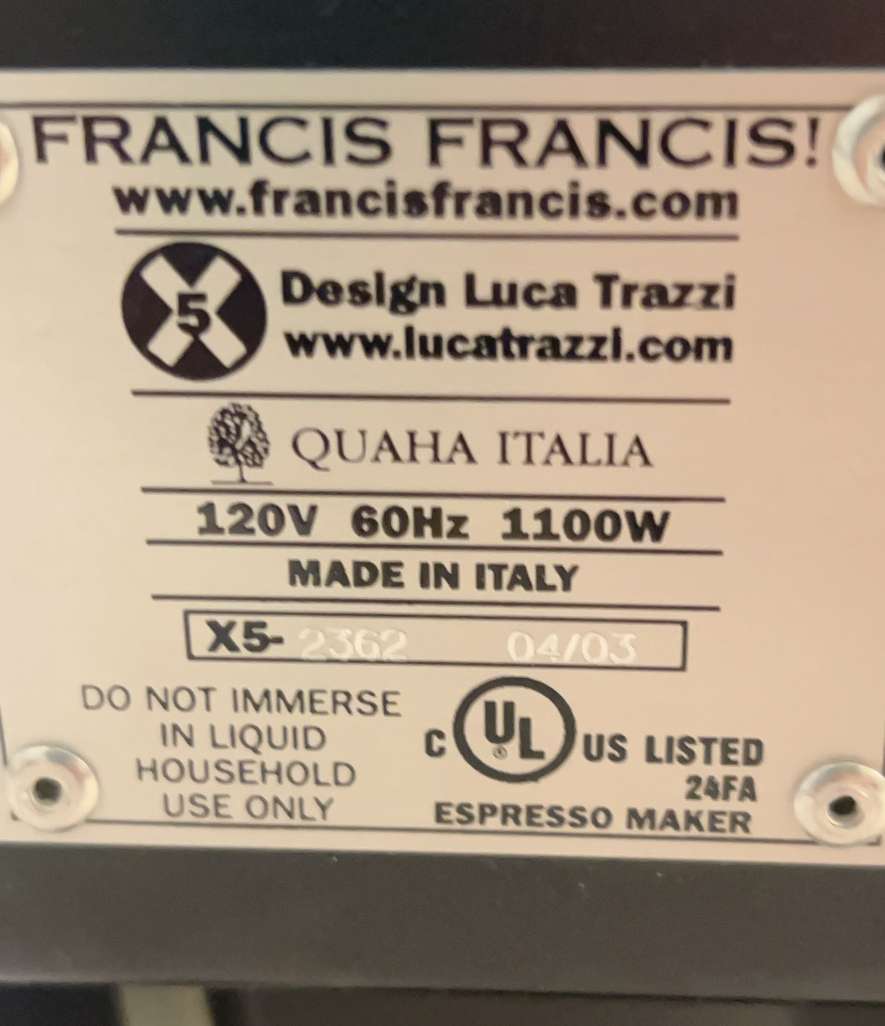 FRANCIS FRANCIS!
www.francisfrancis.com
X5
Design Luca Trazzi
www.lucatrazzi.com
QUAHA ITALIA
120V 60Hz 1100W
MADE IN ITALY
X5- 2362 04/03
DO NOT IMMERSE
IN LIQUID
HOUSEHOLD
USE ONLY
C UL ® US LISTED
24FA
ESPRESSO MAKER